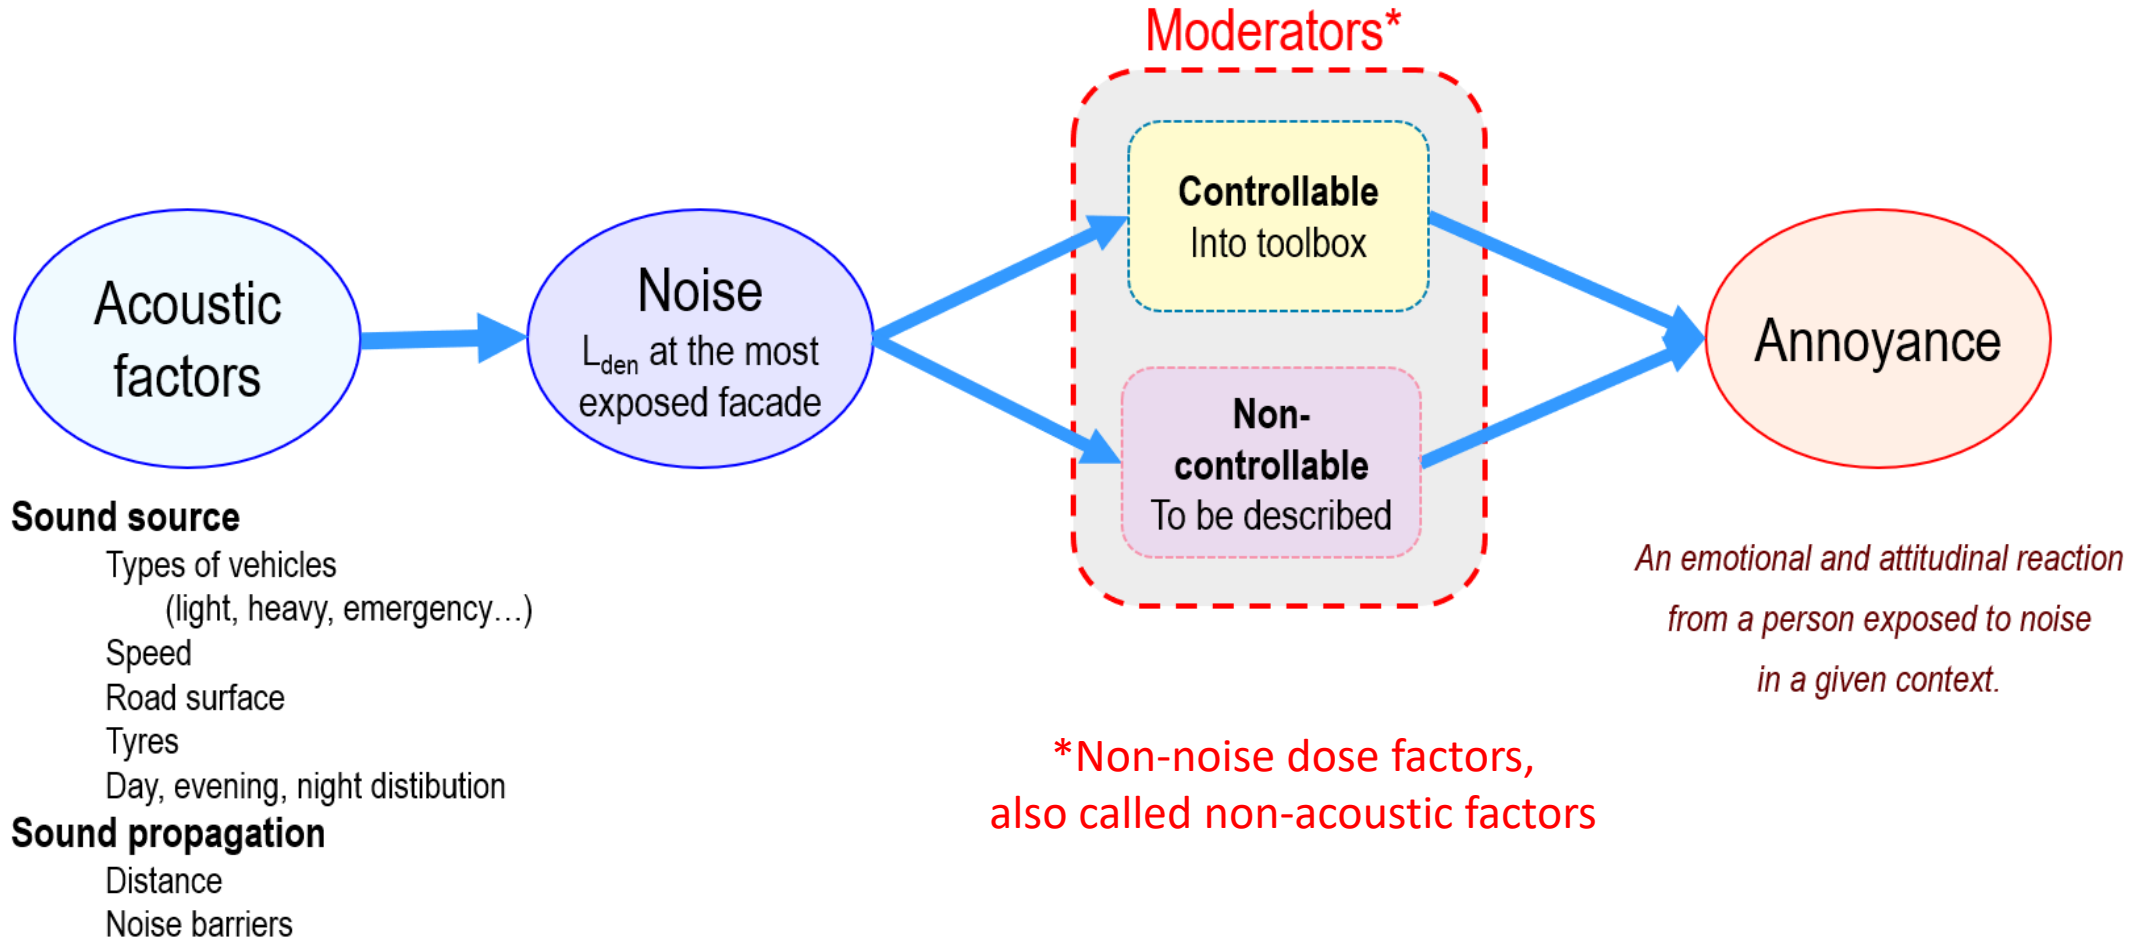 Moderators*
Controllable
Into toolbox
Acoustic
factors
Noise
Lden at the most
exposed facade
Non-
controllable
To be described
Annoyance
Sound source
Types of vehicles
(light, heavy, emergency…)
Speed
Road surface
Tyres
Day, evening, night distibution
Sound propagation
Distance
Noise barriers
*Non-noise dose factors,
also called non-acoustic factors
An emotional and attitudinal reaction
from a person exposed to noise
in a given context.